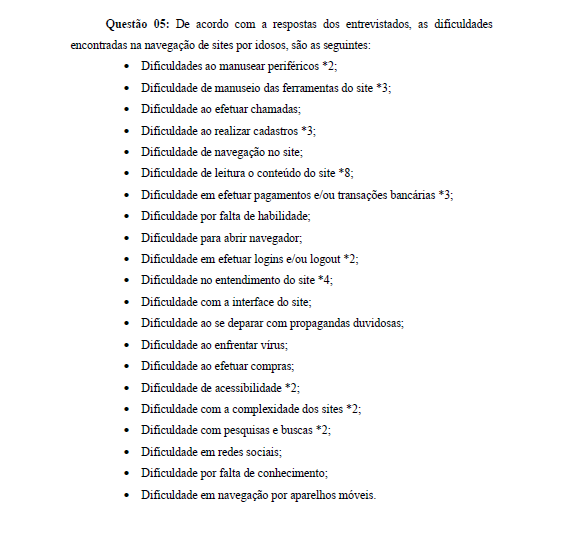 Questão 05: De acordo com a respostas dos entrevistados, as dificuldades
encontradas na navegação de sites por idosos, são as seguintes:
• Dificuldades ao manusear periféricos *2;
• Dificuldade de manuseio das ferramentas do site *3;
• Dificuldade ao efetuar chamadas;
• Dificuldade ao realizar cadastros *3;
• Dificuldade de navegação no site;
• Dificuldade de leitura o conteúdo do site *8;
• Dificuldade em efetuar pagamentos e/ou transações bancárias *3;
• Dificuldade por falta de habilidade;
• Dificuldade para abrir navegador;
• Dificuldade em efetuar logins e/ou logout *2;
• Dificuldade no entendimento do site *4;
• Dificuldade com a interface do site;
• Dificuldade ao se deparar com propagandas duvidosas;
• Dificuldade ao enfrentar vírus;
• Dificuldade ao efetuar compras;
• Dificuldade de acessibilidade *2;
• Dificuldade com a complexidade dos sites *2;
• Dificuldade com pesquisas e buscas *2;
• Dificuldade em redes sociais;
• Dificuldade por falta de conhecimento;
• Dificuldade em navegação por aparelhos móveis.